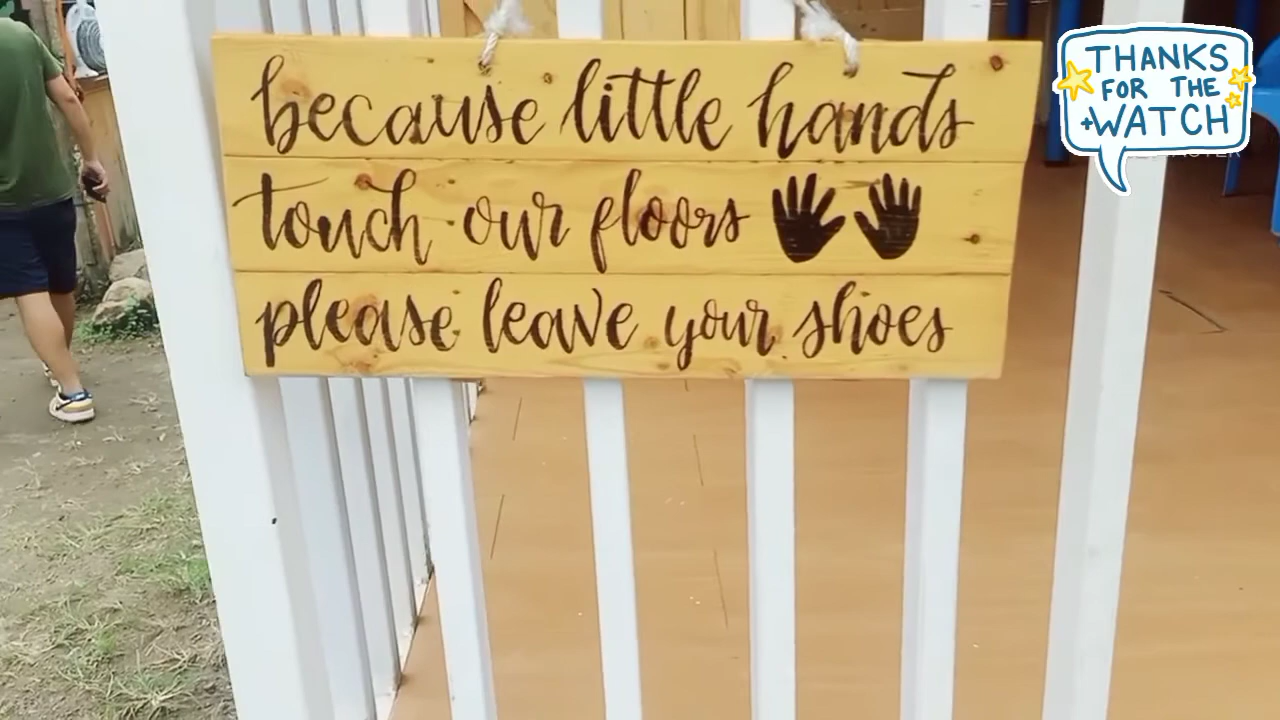 because little hands
touch our floors
please leave your shoes
THANKS
FOR THE
WATCH